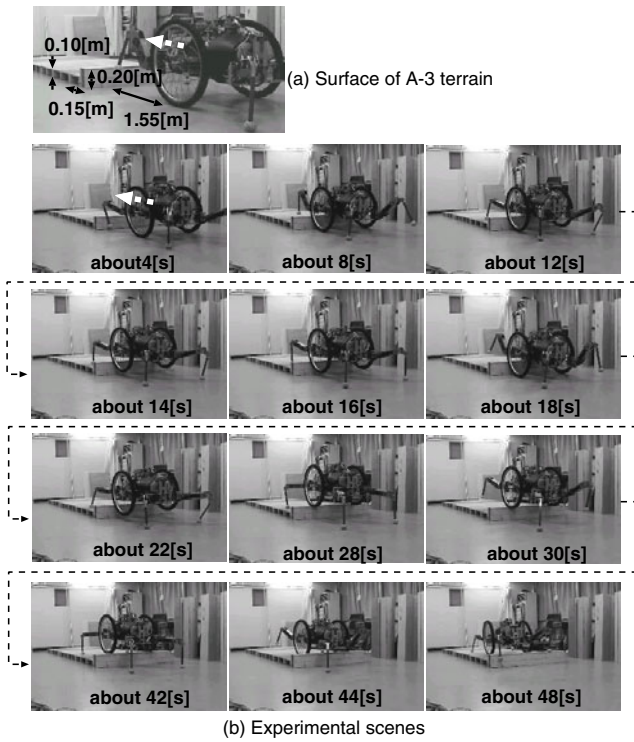 0.10[m]
0.20[m]
0.15[m]
1.55[m]
(a) Surface of A-3 terrain
about4[s]
about 8[s]
about 12[s]
about 14[s]
about 16[s]
about 18[s]
about 22[s]
about 28[s]
about 30[s]
about 42[s]
about 44[s]
about 48[s]
(b) Experimental scenes